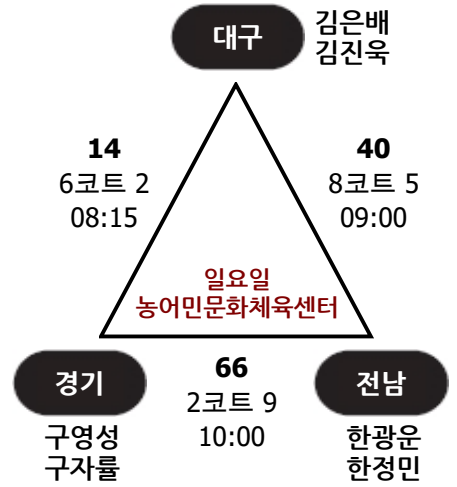 대구
김은배
김진욱
14
6코트 2
08:15
40
8코트 5
09:00
일요일
농어민문화체육센터
경기
구영성
구자률
66
2코트 9
10:00
전남
한광운
한정민